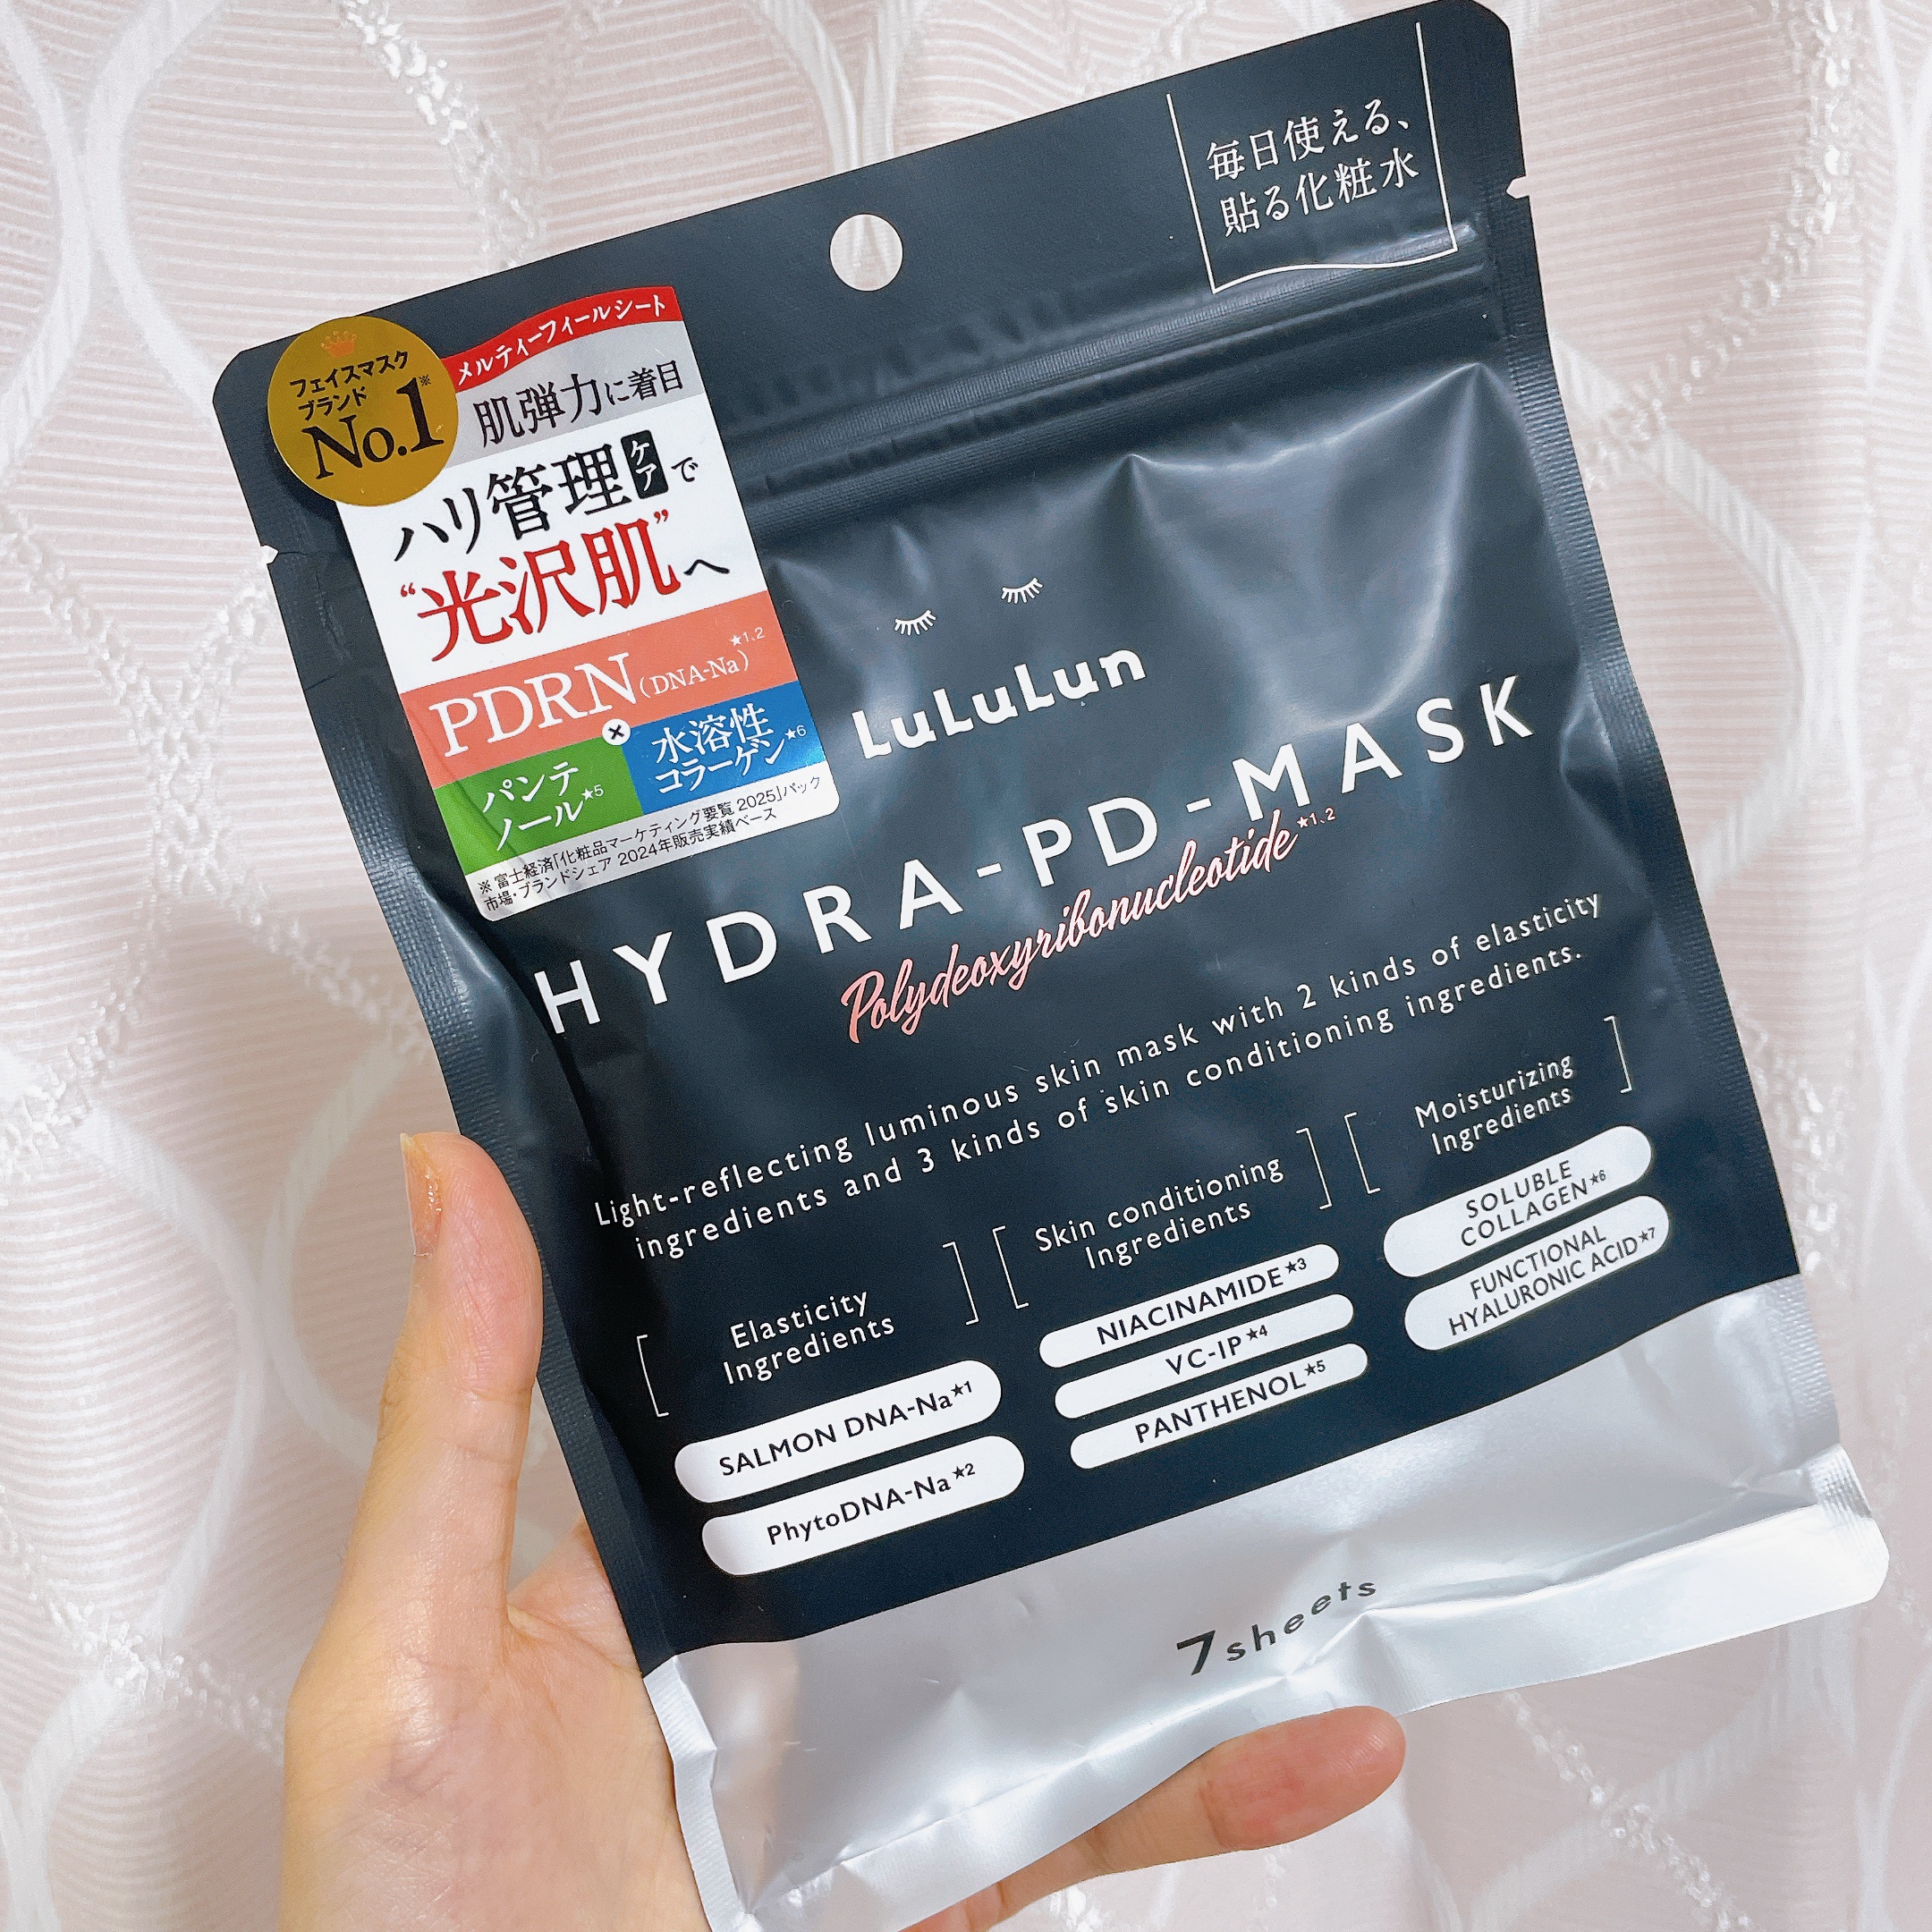 毎日使える、
貼る化粧水
フェイスマスク
ブランド
No.1※
メルティーフィールシート
肌弾力に着目
ハリ管理ケアで
“光沢肌”へ
PDRN(DNA-Na)★1、2
×
パンテ
ノール★5
水溶性
コラーゲン★6
※ 富士経済「化粧品マーケティング要覧 2025」パック
市場・ブランドシェア 2024年販売実績ベース
LuLuLun
HYDRA-PD-MASK
Polydeoxyribonucleotide★1、2
Light-reflecting luminous skin mask with 2 kinds of elasticity
ingredients and 3 kinds of skin conditioning ingredients.
Elasticity
Ingredients
SALMON DNA-Na★1
PhytoDNA-Na★2
Skin conditioning
Ingredients
NIACINAMIDE★3
VC-IP★4
PANTHENOL★5
Moisturizing
Ingredients
SOLUBLE
COLLAGEN★6
FUNCTIONAL
HYALURONIC ACID★7
7sheets